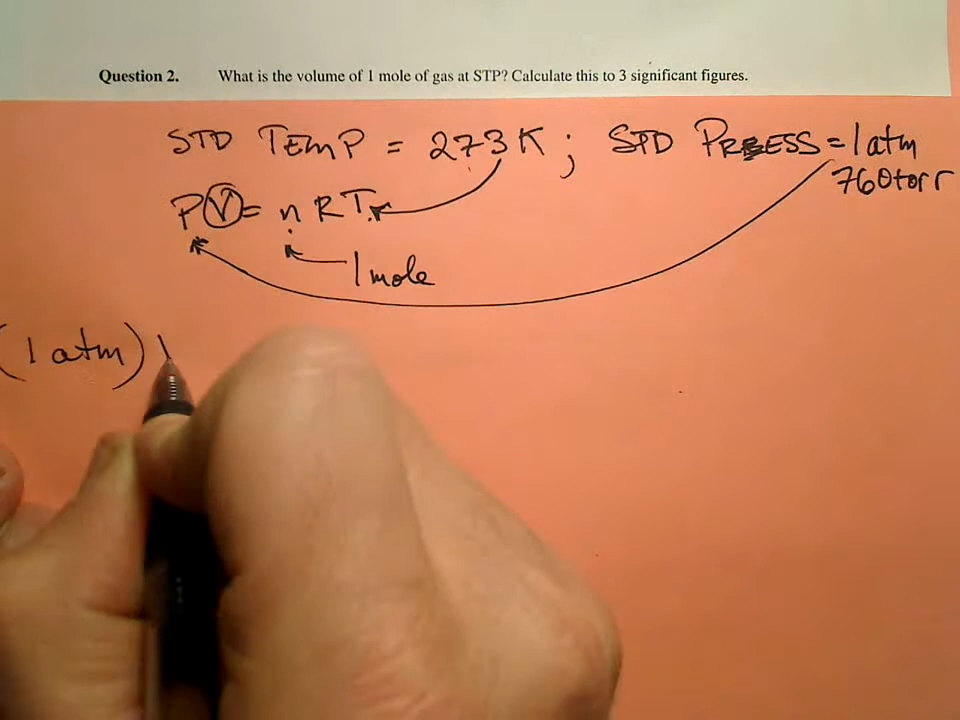 Question 2. What is the volume of 1 mole of gas at STP? Calculate this to 3 significant figures.
STD TEMP = 273K ; STD PRESS = 1 atm
760 torr
PV = nRT
1 mole
(1 atm)